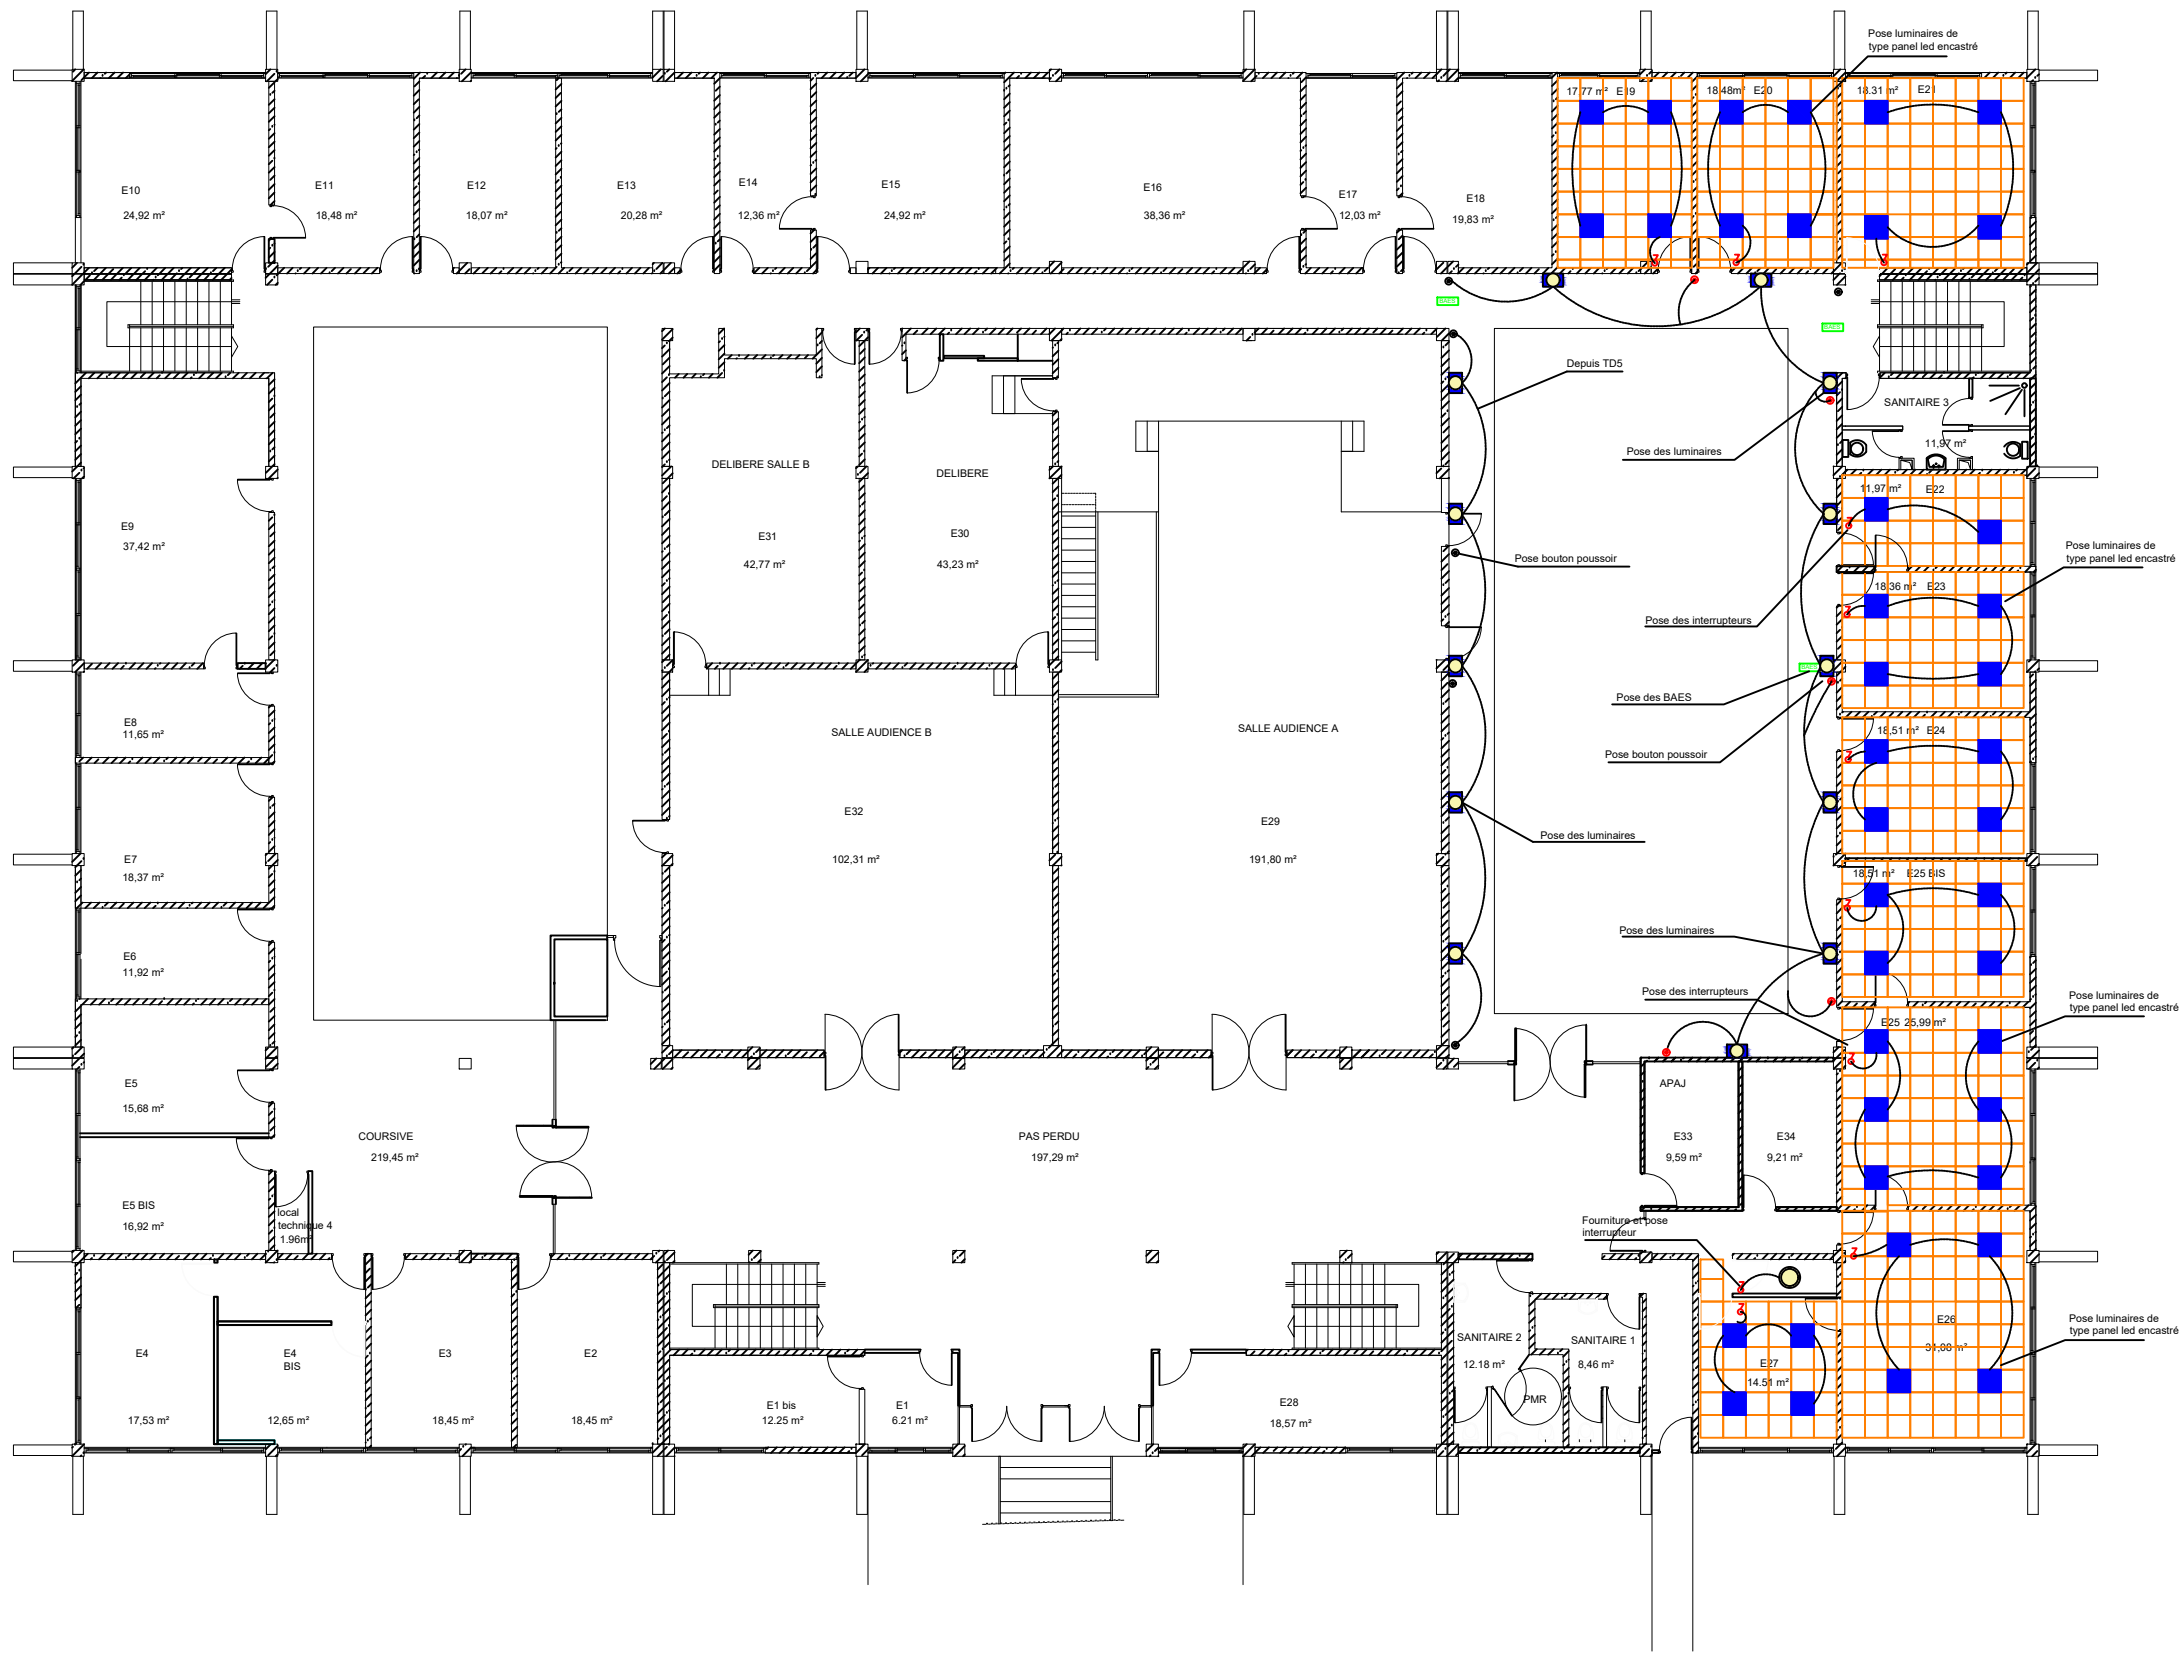 Pose luminaires de
type panel led encastré
17.77 m² E19
18.48m² E20
18.31 m² E21
E10
24,92 m²
E11
18,48 m²
E12
18,07 m²
E13
20,28 m²
E14
12,36 m²
E15
24,92 m²
E16
38,36 m²
E17
12,03 m²
E18
19,83 m²
BAES
BAES
Depuis TD5
SANITAIRE 3
11,97 m²
Pose des luminaires
DELIBERE SALLE B
E31
42,77 m²
DELIBERE
E30
43,23 m²
11,97 m² E22
E9
37,42 m²
Pose bouton poussoir
Pose luminaires de
type panel led encastré
18,36 m² E23
Pose des interrupteurs
BAES
Pose des BAES
E8
11,65 m²
SALLE AUDIENCE B
SALLE AUDIENCE A
18,51 m² E24
Pose bouton poussoir
E32
102,31 m²
E29
191,80 m²
Pose des luminaires
E7
18,37 m²
18,51 m² E25 BIS
Pose des luminaires
E6
11,92 m²
Pose des interrupteurs
Pose luminaires de
type panel led encastré
E25 25,99 m²
E5
15,68 m²
APAJ
E33
9,59 m²
E34
9,21 m²
COURSIVE
219,45 m²
PAS PERDU
197,29 m²
E5 BIS
16,92 m²
local
technique 4
1.96m²
Fourniture et pose
interrupteur
Pose luminaires de
type panel led encastré
E26
E4
17,53 m²
E4
BIS
12,65 m²
E3
18,45 m²
E2
18,45 m²
E1 bis
12.25 m²
E1
6.21 m²
E28
18,57 m²
SANITAIRE 2
12.18 m²
SANITAIRE 1
8,46 m²
PMR
E27
14.51 m²